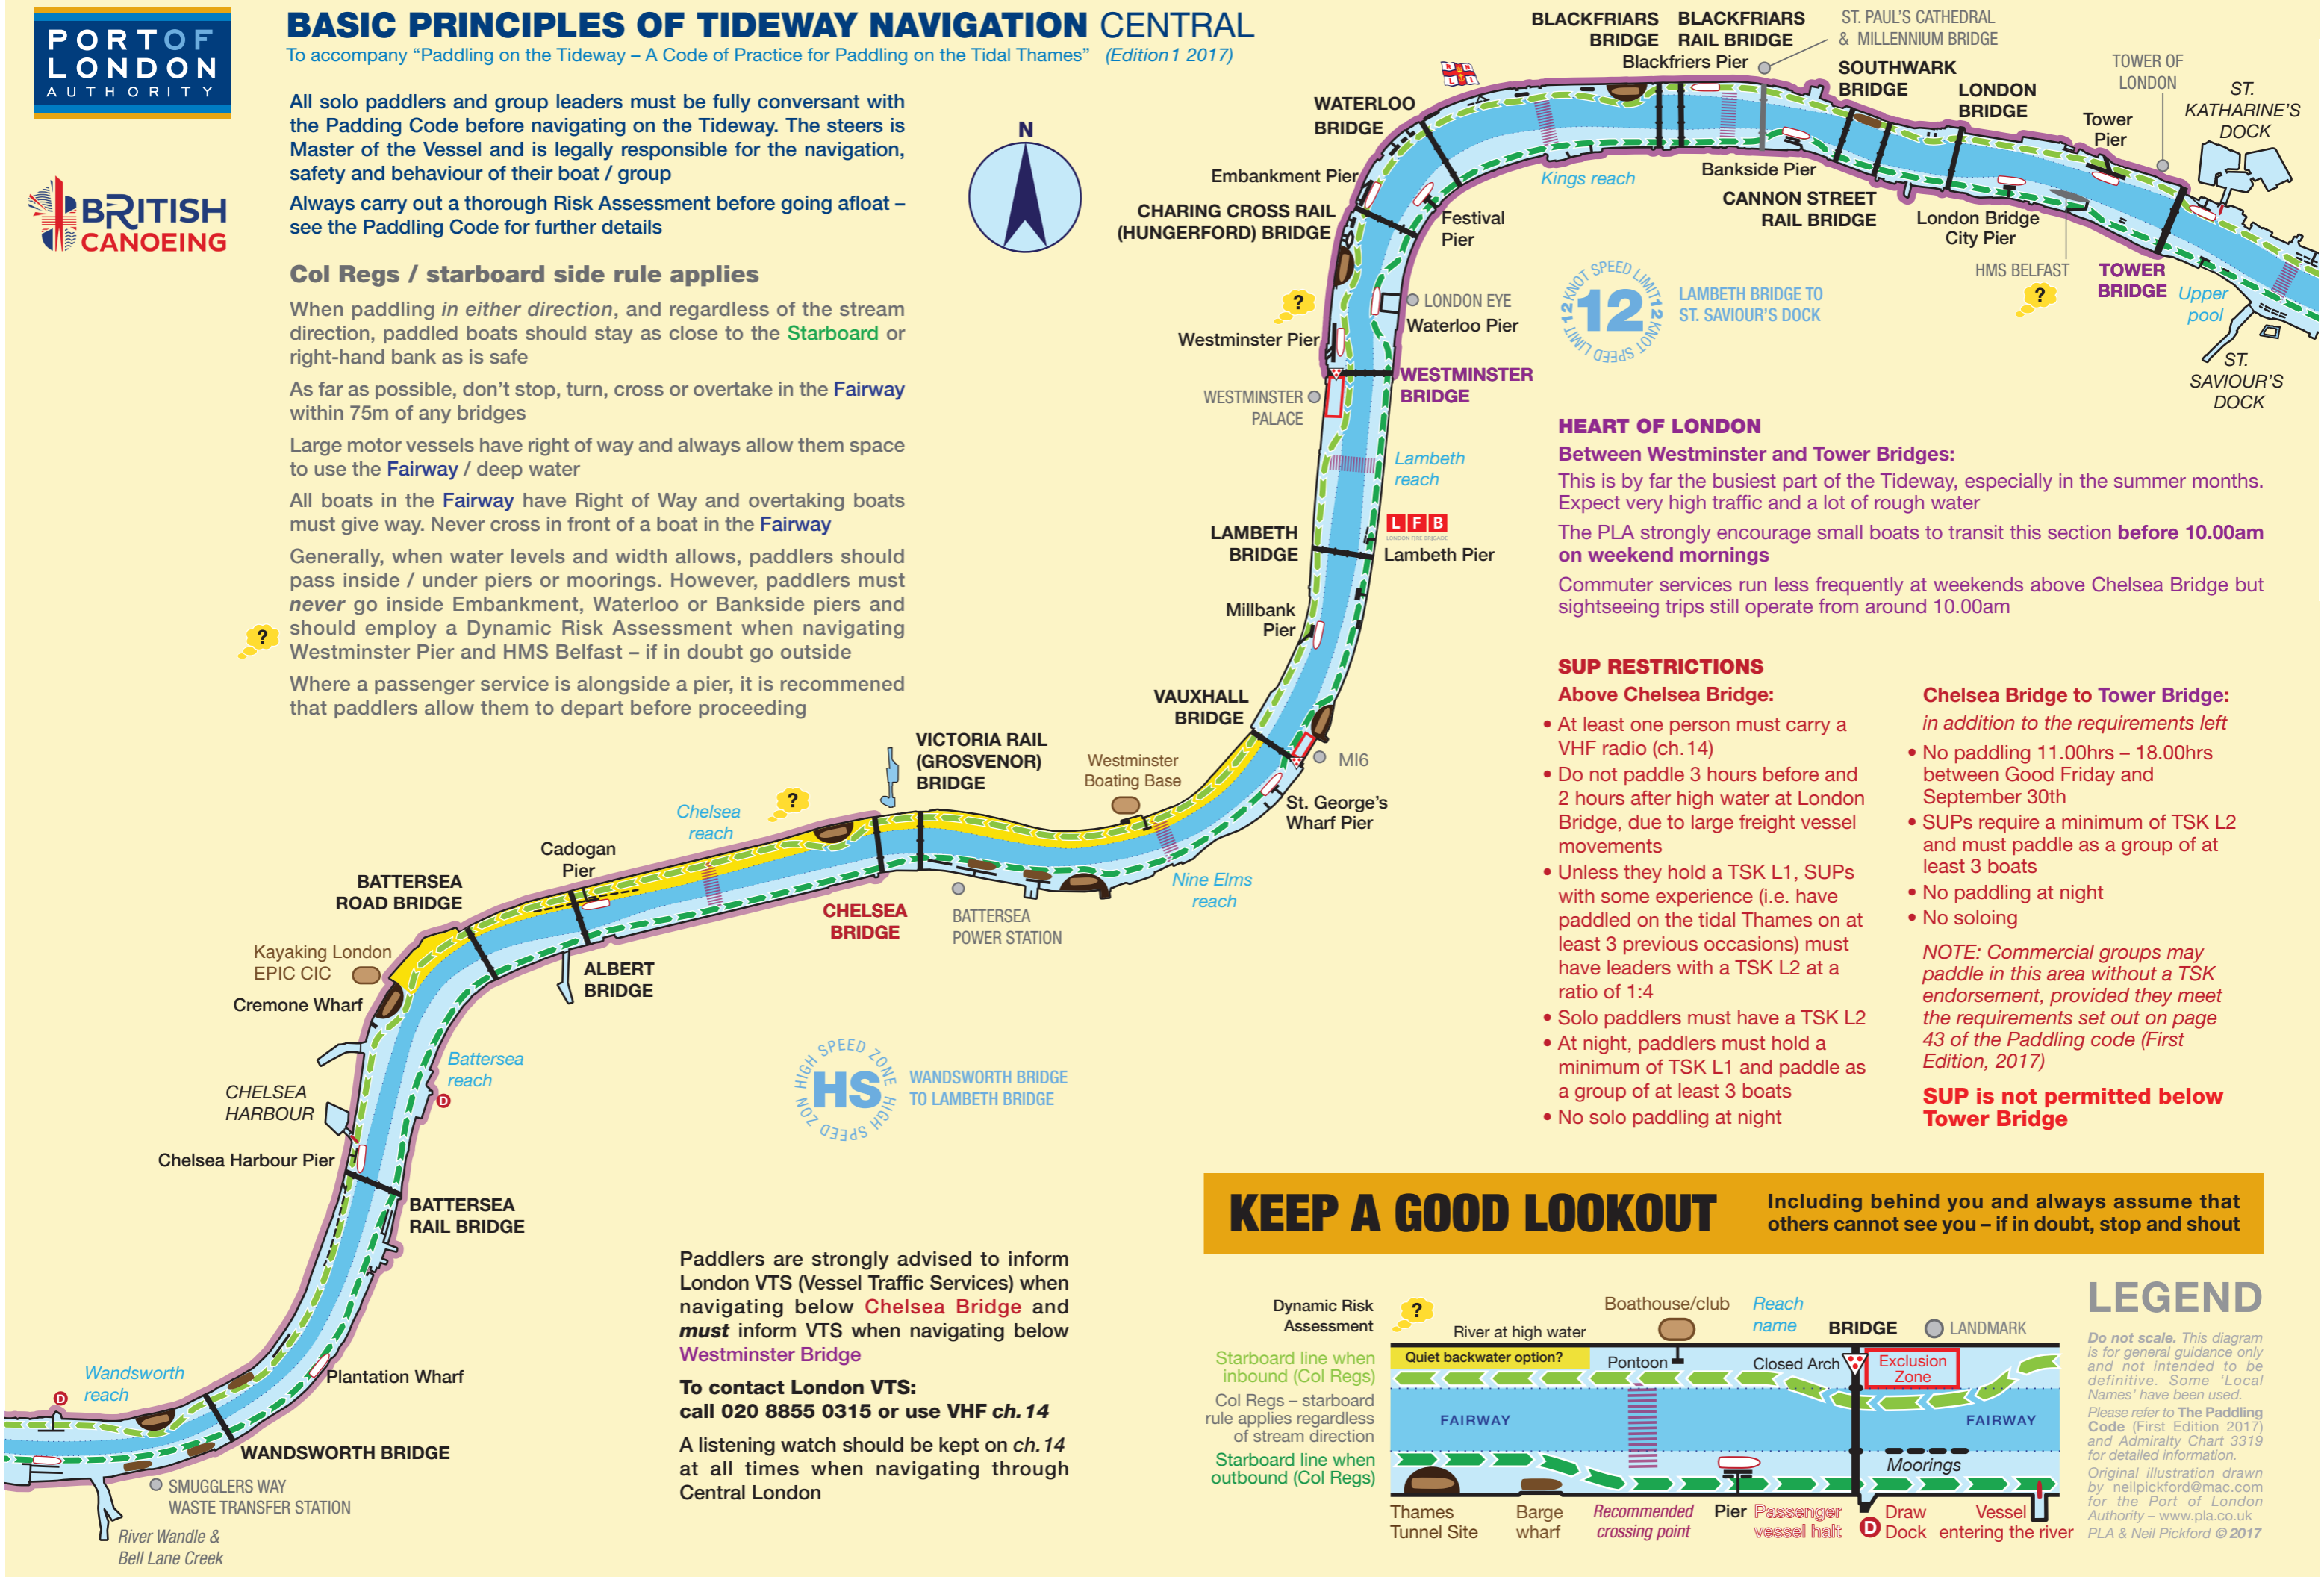 PORT OF
LONDON
AUTHORITY
BRITISH
CANOEING
BASIC PRINCIPLES OF TIDEWAY NAVIGATION CENTRAL
To accompany “Paddling on the Tideway – A Code of Practice for Paddling on the Tidal Thames” (Edition1 2017)
All solo paddlers and group leaders must be fully conversant with
the Padding Code before navigating on the Tideway. The steers is
Master of the Vessel and is legally responsible for the navigation,
safety and behaviour of their boat / group
Always carry out a thorough Risk Assessment before going afloat –
see the Paddling Code for further details
Col Regs / starboard side rule applies
When paddling in either direction, and regardless of the stream
direction, paddled boats should stay as close to the Starboard or
right-hand bank as is safe
As far as possible, don’t stop, turn, cross or overtake in the Fairway
within 75m of any bridges
Large motor vessels have right of way and always allow them space
to use the Fairway / deep water
All boats in the Fairway have Right of Way and overtaking boats
must give way. Never cross in front of a boat in the Fairway
Generally, when water levels and width allows, paddlers should
pass inside / under piers or moorings. However, paddlers must
never go inside Embankment, Waterloo or Bankside piers and
should employ a Dynamic Risk Assessment when navigating
Westminster Pier and HMS Belfast – if in doubt go outside
?
Where a passenger service is alongside a pier, it is recommened
that paddlers allow them to depart before proceeding
N
BLACKFRIARS
BRIDGE
BLACKFRIARS
RAIL BRIDGE
Blackfriers Pier
ST. PAUL’S CATHEDRAL
& MILLENNIUM BRIDGE
SOUTHWARK
BRIDGE
LONDON
BRIDGE
TOWER OF
LONDON
Tower
Pier
ST.
KATHARINE’S
DOCK
RNLI
WATERLOO
BRIDGE
Embankment Pier
CHARING CROSS RAIL
(HUNGERFORD) BRIDGE
Festival
Pier
Kings reach
Bankside Pier
CANNON STREET
RAIL BRIDGE
London Bridge
City Pier
HMS BELFAST
?
TOWER
BRIDGE
Upper
pool
ST.
SAVIOUR’S
DOCK
?
LONDON EYE
Waterloo Pier
Westminster Pier
12 KNOT SPEED LIMIT 12 KNOT SPEED LIMIT
12
LAMBETH BRIDGE TO
ST. SAVIOUR’S DOCK
WESTMINSTER
BRIDGE
WESTMINSTER
PALACE
Lambeth
reach
LFB
LONDON FIRE BRIGADE
LAMBETH
BRIDGE
Lambeth Pier
Millbank
Pier
VAUXHALL
BRIDGE
MI6
St. George’s
Wharf Pier
HEART OF LONDON
Between Westminster and Tower Bridges:
This is by far the busiest part of the Tideway, especially in the summer months.
Expect very high traffic and a lot of rough water
The PLA strongly encourage small boats to transit this section before 10.00am
on weekend mornings
Commuter services run less frequently at weekends above Chelsea Bridge but
sightseeing trips still operate from around 10.00am
SUP RESTRICTIONS
Above Chelsea Bridge:
• At least one person must carry a
VHF radio (ch.14)
• Do not paddle 3 hours before and
2 hours after high water at London
Bridge, due to large freight vessel
movements
• Unless they hold a TSK L1, SUPs
with some experience (i.e. have
paddled on the tidal Thames on at
least 3 previous occasions) must
have leaders with a TSK L2 at a
ratio of 1:4
• Solo paddlers must have a TSK L2
• At night, paddlers must hold a
minimum of TSK L1 and paddle as
a group of at least 3 boats
• No solo paddling at night
Chelsea Bridge to Tower Bridge:
in addition to the requirements left
• No paddling 11.00hrs – 18.00hrs
between Good Friday and
September 30th
• SUPs require a minimum of TSK L2
and must paddle as a group of at
least 3 boats
• No paddling at night
• No soloing
NOTE: Commercial groups may
paddle in this area without a TSK
endorsement, provided they meet
the requirements set out on page
43 of the Paddling code (First
Edition, 2017)
SUP is not permitted below
Tower Bridge
VICTORIA RAIL
(GROSVENOR)
BRIDGE
Westminster
Boating Base
Chelsea
reach
?
Cadogan
Pier
BATTERSEA
ROAD BRIDGE
CHELSEA
BRIDGE
BATTERSEA
POWER STATION
Nine Elms
reach
Kayaking London
EPIC CIC
Cremone Wharf
ALBERT
BRIDGE
Battersea
reach
D
CHELSEA
HARBOUR
Chelsea Harbour Pier
BATTERSEA
RAIL BRIDGE
HIGH SPEED ZONE HIGH SPEED ZON
HS
WANDSWORTH BRIDGE
TO LAMBETH BRIDGE
Wandsworth
reach
D
Plantation Wharf
WANDSWORTH BRIDGE
SMUGGLERS WAY
WASTE TRANSFER STATION
River Wandle &
Bell Lane Creek
Paddlers are strongly advised to inform
London VTS (Vessel Traffic Services) when
navigating below Chelsea Bridge and
must inform VTS when navigating below
Westminster Bridge
To contact London VTS:
call 020 8855 0315 or use VHF ch.14
A listening watch should be kept on ch.14
at all times when navigating through
Central London
KEEP A GOOD LOOKOUT
Including behind you and always assume that
others cannot see you – if in doubt, stop and shout
Dynamic Risk
Assessment
?
River at high water
Boathouse/club
Reach
name
BRIDGE
LANDMARK
Starboard line when
inbound (Col Regs)
Quiet backwater option?
Pontoon
Closed Arch
Exclusion
Zone
Col Regs – starboard
rule applies regardless
of stream direction
FAIRWAY
FAIRWAY
Starboard line when
outbound (Col Regs)
Moorings
Thames
Tunnel Site
Barge
wharf
Recommended
crossing point
Pier
Passenger
vessel halt
D
Draw
Dock
Vessel
entering the river
LEGEND
Do not scale. This diagram
is for general guidance only
and not intended to be
definitive. Some ‘Local
Names’ have been used.
Please refer to The Paddling
Code (First Edition 2017)
and Admiralty Chart 3319
for detailed information.
Original illustration drawn
by neilpickford@mac.com
for the Port of London
Authority – www.pla.co.uk
PLA & Neil Pickford © 2017